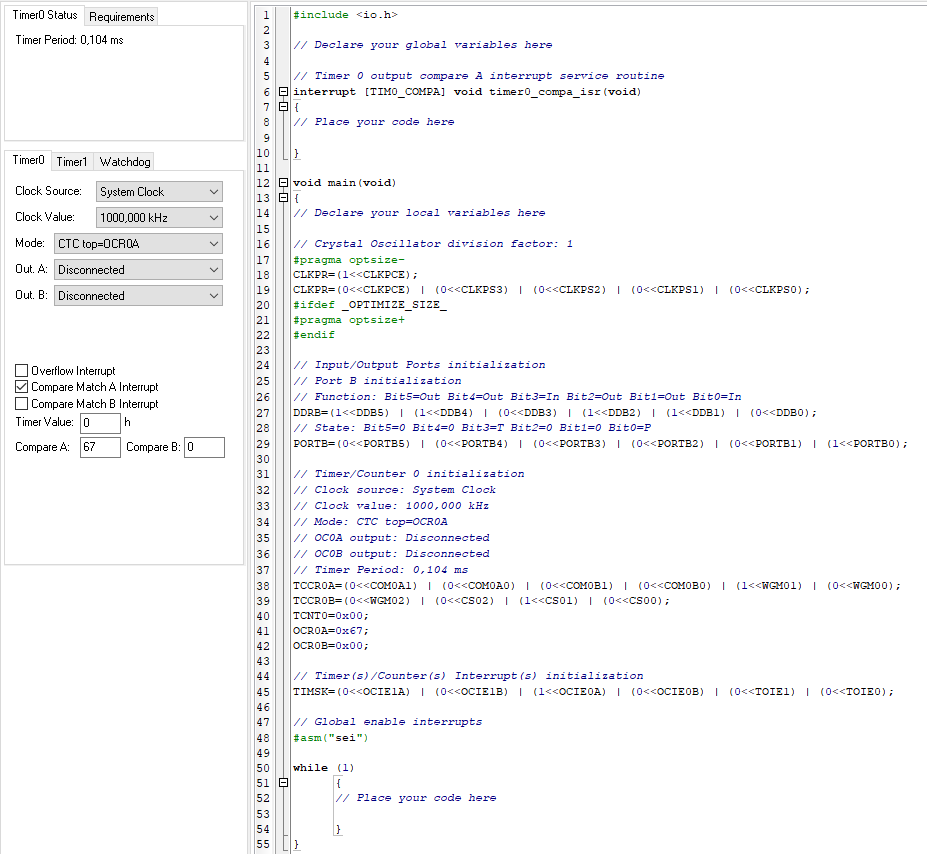 Timer0 Status Requirements
Timer Period: 0,104 ms
Timer0 Timer1 Watchdog
Clock Source: System Clock
Clock Value: 1000,000 kHz
Mode: CTC top=OCR0A
Out. A: Disconnected
Out. B: Disconnected
Overflow Interrupt
Compare Match A Interrupt
Compare Match B Interrupt
Timer Value: 0 h
Compare A: 67 Compare B: 0
1 #include <io.h>
2
3 // Declare your global variables here
4
5 // Timer 0 output compare A interrupt service routine
6 interrupt [TIM0_COMPA] void timer0_compa_isr(void)
7 {
8 // Place your code here
9
10 }
11
12 void main(void)
13 {
14 // Declare your local variables here
15
16 // Crystal Oscillator division factor: 1
17 #pragma optsize-
18 CLKPR=(1<<CLKPCE);
19 CLKPR=(0<<CLKPCE) | (0<<CLKPS3) | (0<<CLKPS2) | (0<<CLKPS1) | (0<<CLKPS0);
20 #ifdef _OPTIMIZE_SIZE_
21 #pragma optsize+
22 #endif
23
24 // Input/Output Ports initialization
25 // Port B initialization
26 // Function: Bit5=Out Bit4=Out Bit3=In Bit2=Out Bit1=Out Bit0=In
27 DDRB=(1<<DDB5) | (1<<DDB4) | (0<<DDB3) | (1<<DDB2) | (1<<DDB1) | (0<<DDB0);
28 // State: Bit5=0 Bit4=0 Bit3=T Bit2=0 Bit1=0 Bit0=P
29 PORTB=(0<<PORTB5) | (0<<PORTB4) | (0<<PORTB3) | (0<<PORTB2) | (0<<PORTB1) | (1<<PORTB0);
30
31 // Timer/Counter 0 initialization
32 // Clock source: System Clock
33 // Clock value: 1000,000 kHz
34 // Mode: CTC top=OCR0A
35 // OC0A output: Disconnected
36 // OC0B output: Disconnected
37 // Timer Period: 0,104 ms
38 TCCR0A=(0<<COM0A1) | (0<<COM0A0) | (0<<COM0B1) | (0<<COM0B0) | (1<<WGM01) | (0<<WGM00);
39 TCCR0B=(0<<WGM02) | (0<<CS02) | (1<<CS01) | (0<<CS00);
40 TCNT0=0x00;
41 OCR0A=0x67;
42 OCR0B=0x00;
43
44 // Timer(s)/Counter(s) Interrupt(s) initialization
45 TIMSK=(0<<OCIE1A) | (0<<OCIE1B) | (1<<OCIE0A) | (0<<OCIE0B) | (0<<TOIE1) | (0<<TOIE0);
46
47 // Global enable interrupts
48 #asm("sei")
49
50 while (1)
51 {
52 // Place your code here
53
54 }
55 }